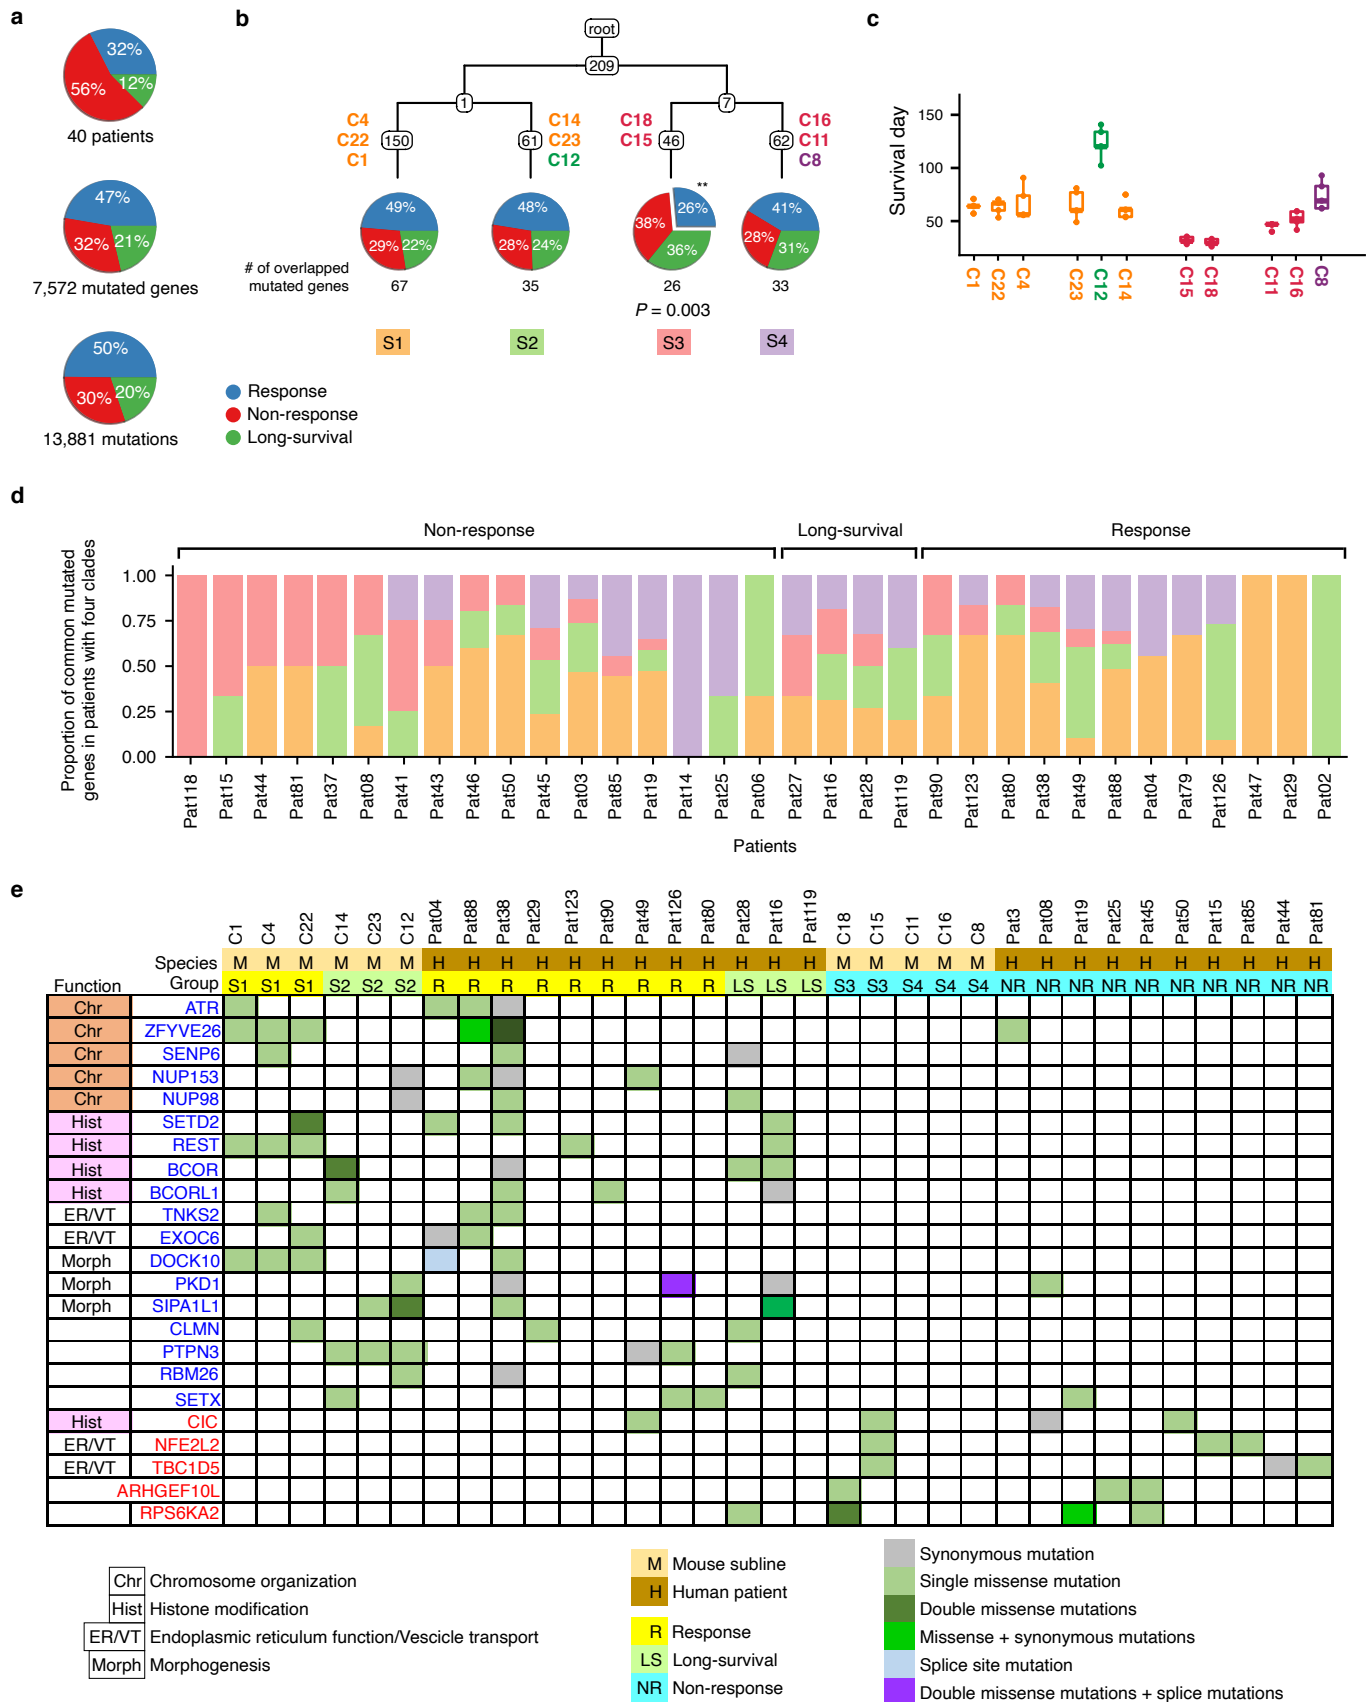 a
32%
56%
12%
40 patients
47%
32%
21%
7,572 mutated genes
50%
30%
20%
13,881 mutations
b
root
209
1
7
C4
C22
C1
150
61
C14
C23
C12
C18
C15
46
62
C16
C11
C8
49%
29%
22%
48%
28%
24%
**
26%
38%
36%
41%
28%
31%
# of overlapped
mutated genes
67
35
26
33
P = 0.003
S1
S2
S3
S4
Response
Non-response
Long-survival
c
Survival day
150
100
50
C1
C22
C4
C23
C12
C14
C15
C18
C11
C16
C8
d
Non-response
Long-survival
Response
Proportion of common mutated
genes in patients with four clades
1.00
0.75
0.50
0.25
0.00
Pat118
Pat15
Pat44
Pat81
Pat37
Pat08
Pat41
Pat43
Pat46
Pat50
Pat45
Pat03
Pat85
Pat19
Pat14
Pat25
Pat06
Pat27
Pat16
Pat28
Pat119
Pat90
Pat123
Pat80
Pat38
Pat49
Pat88
Pat04
Pat79
Pat126
Pat47
Pat29
Pat02
Patients
e
C1 C4 C22 C14 C23 C12 Pat04 Pat88 Pat38 Pat29 Pat123 Pat90 Pat49 Pat126 Pat80 Pat28 Pat16 Pat119 C18 C15 C11 C16 C8 Pat3 Pat08 Pat19 Pat25 Pat45 Pat50 Pat15 Pat85 Pat44 Pat81
Species M M M M M M H H H H H H H H H H H H M M M M M H H H H H H H H H H
Function Group S1 S1 S1 S2 S2 S2 R R R R R R R R R LS LS LS S3 S3 S4 S4 S4 NR NR NR NR NR NR NR NR NR NR
Chr ATR
Chr ZFYVE26
Chr SENP6
Chr NUP153
Chr NUP98
Hist SETD2
Hist REST
Hist BCOR
Hist BCORL1
ER/VT TNKS2
ER/VT EXOC6
Morph DOCK10
Morph PKD1
Morph SIPA1L1
CLMN
PTPN3
RBM26
SETX
Hist CIC
ER/VT NFE2L2
ER/VT TBC1D5
ARHGEF10L
RPS6KA2
Chr Chromosome organization
Hist Histone modification
ER/VT Endoplasmic reticulum function/Vescicle transport
Morph Morphogenesis
M Mouse subline
H Human patient
R Response
LS Long-survival
NR Non-response
Synonymous mutation
Single missense mutation
Double missense mutations
Missense + synonymous mutations
Splice site mutation
Double missense mutations + splice mutations